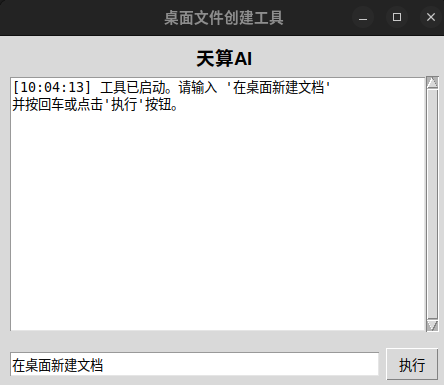 桌面文件创建工具
天算AI
[10:04:13] 工具已启动。请输入 '在桌面新建文档'
并按回车或点击'执行'按钮。
在桌面新建文档
执行